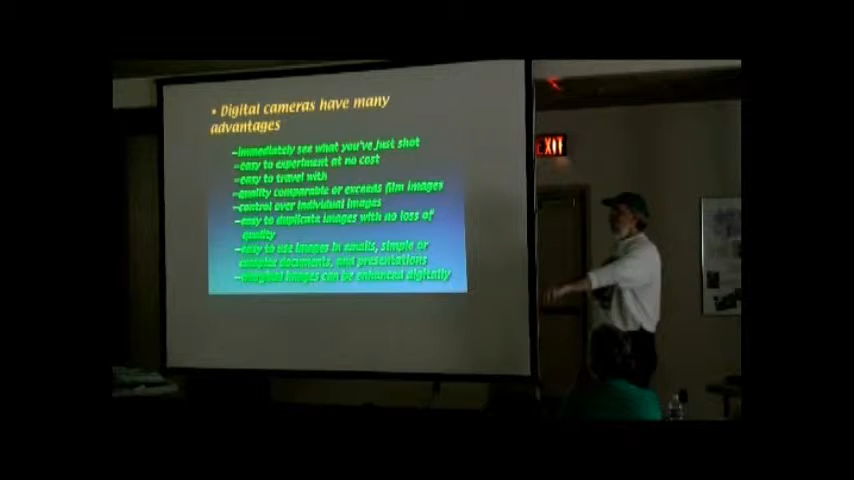 • Digital cameras have many
advantages
–immediately see what you've just shot
–easy to experiment at no cost
–easy to travel with
–quality comparable or exceeds film images
–control over individual images
–easy to duplicate images with no loss of
quality
–easy to use images in emails, simple or
complex documents, and presentations
–marginal images can be enhanced digitally
EXIT